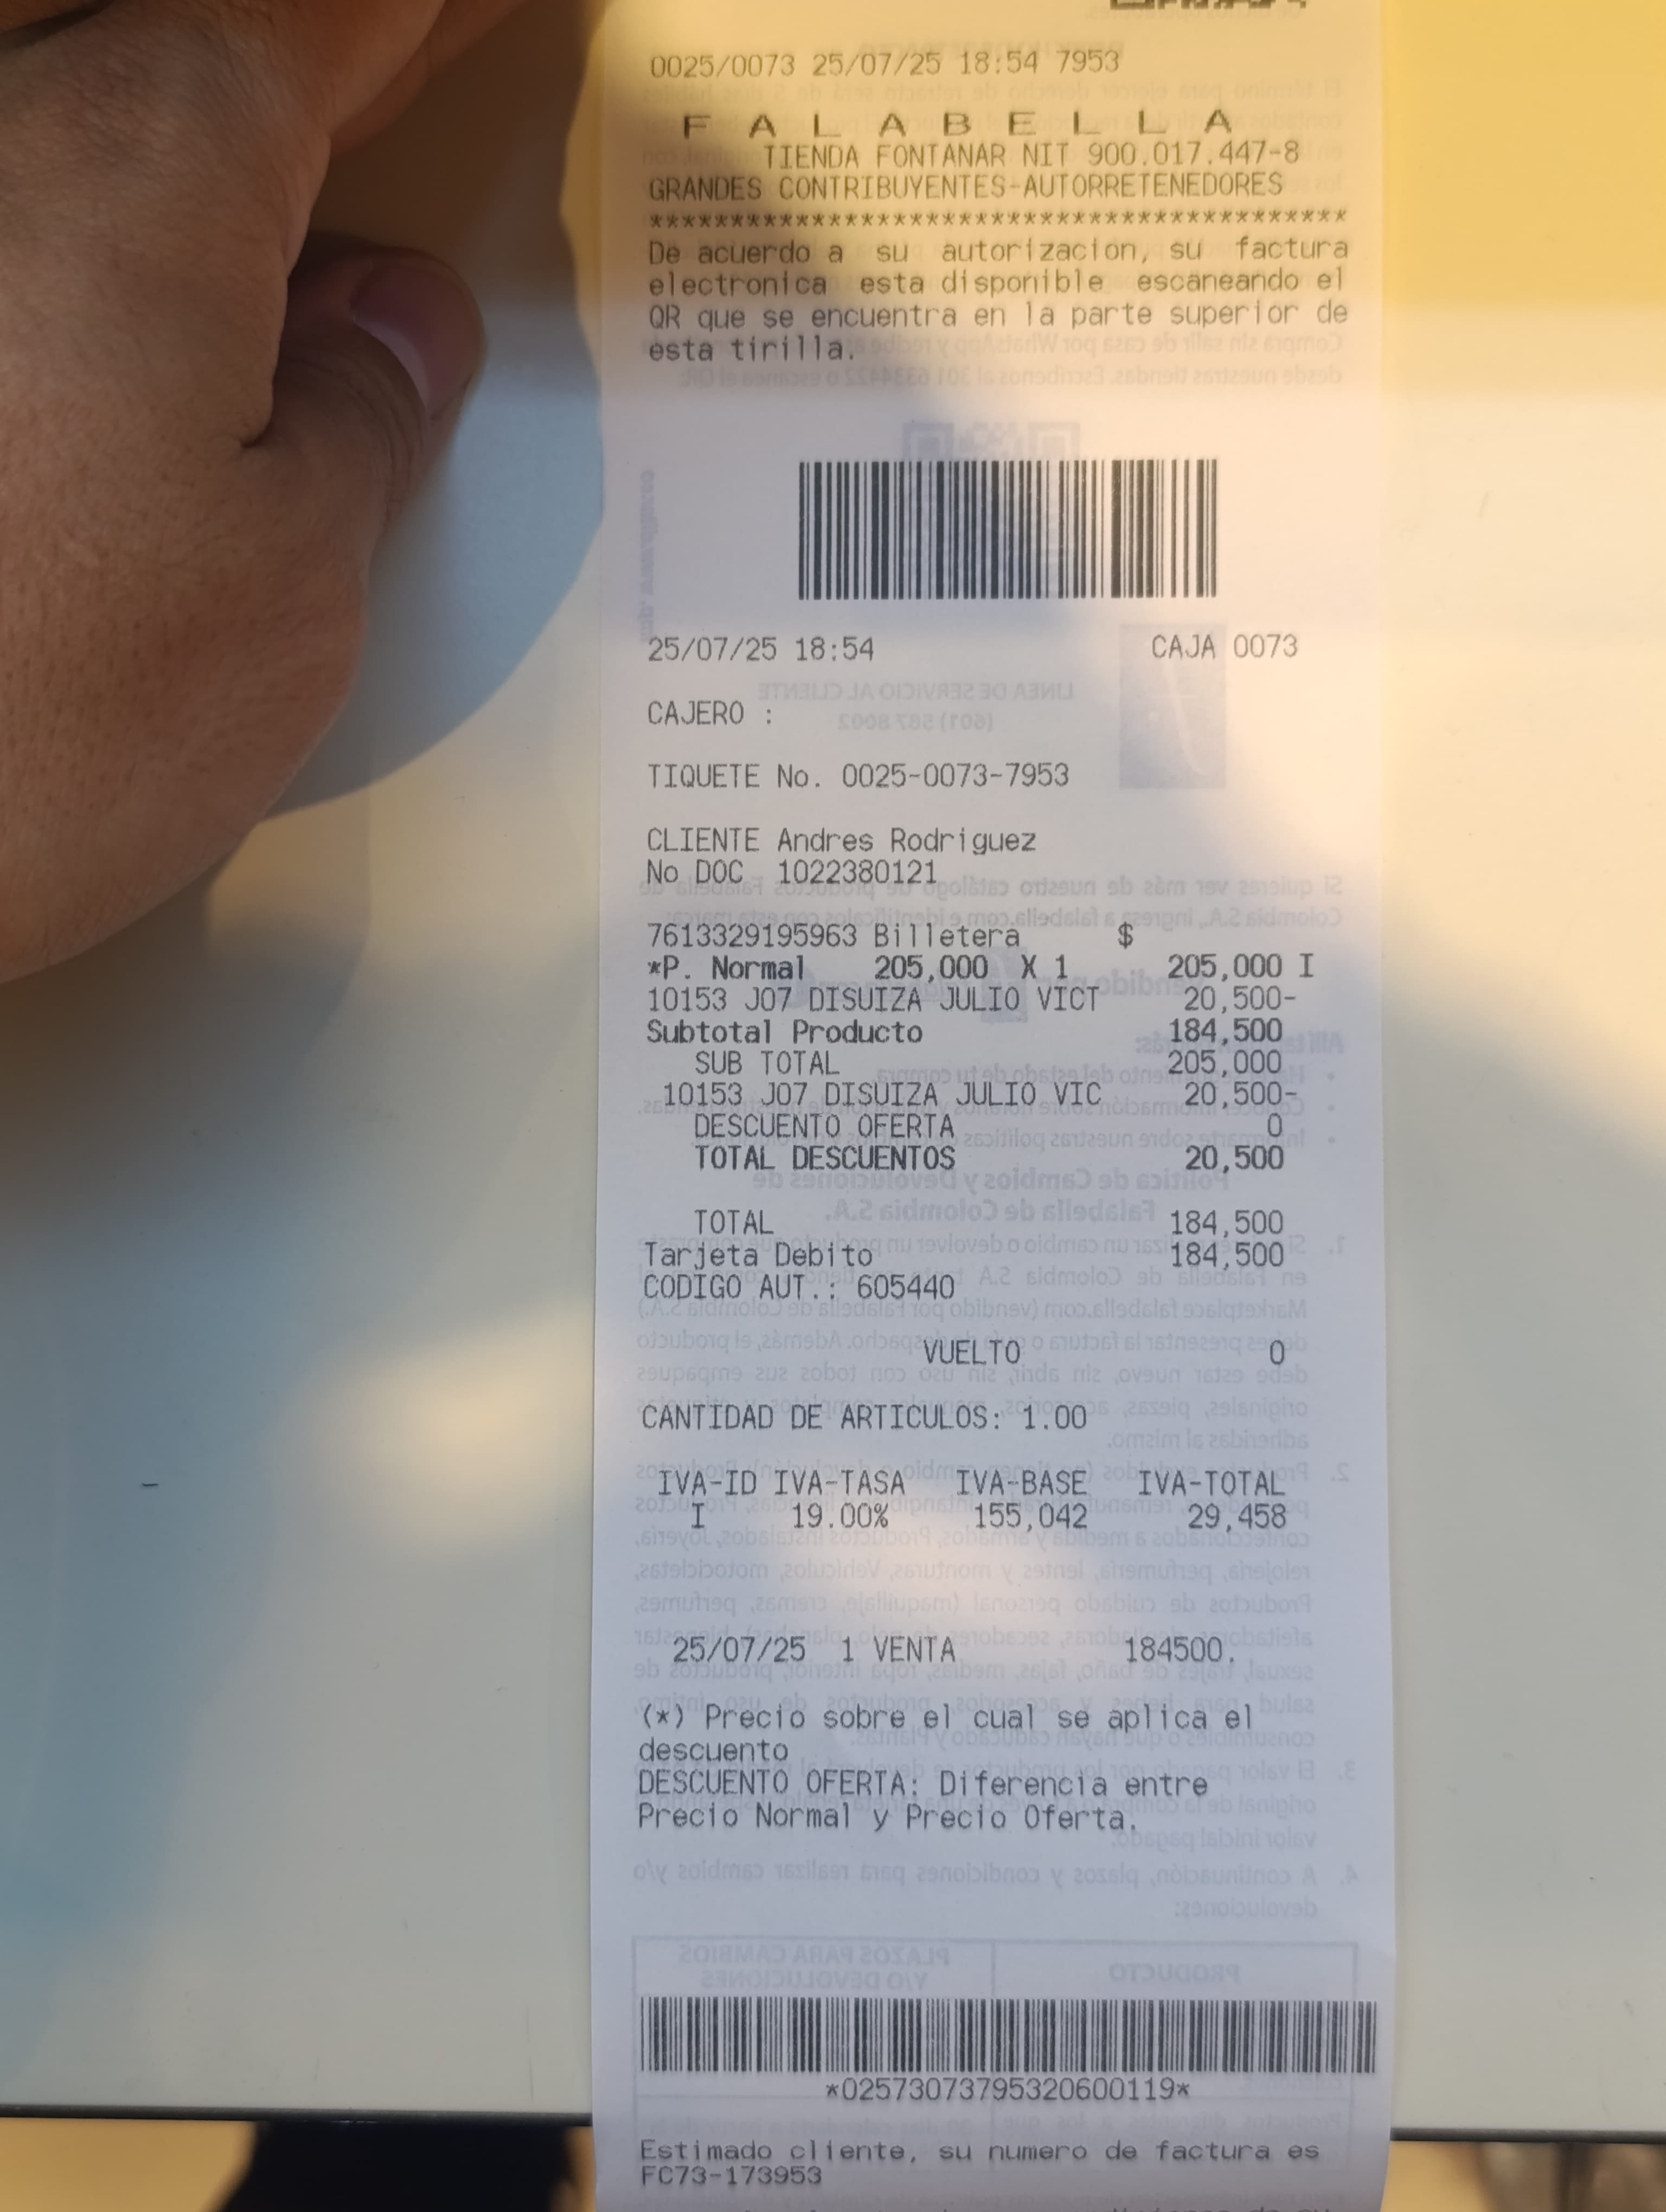 0025/0073 25/07/25 18:54 7953
F A L A B E L L A
TIENDA FONTANAR NIT 900.017.447-8
GRANDES CONTRIBUYENTES-AUTORRETENEDORES
*******************************************
De acuerdo a su autorizacion, su factura
electronica esta disponible escaneando el
QR que se encuentra en la parte superior de
esta tirilla.
25/07/25 18:54 CAJA 0073
CAJERO :
TIQUETE No. 0025-0073-7953
CLIENTE Andres Rodriguez
No DOC 1022380121
7613329195963 Billetera $
*P. Normal 205,000 X 1 205,000 I
10153 J07 DISUIZA JULIO VICT 20,500-
Subtotal Producto 184,500
SUB TOTAL 205,000
10153 J07 DISUIZA JULIO VIC 20,500-
DESCUENTO OFERTA 0
TOTAL DESCUENTOS 20,500
TOTAL 184,500
Tarjeta Debito 184,500
CODIGO AUT.: 605440
VUELTO 0
CANTIDAD DE ARTICULOS: 1.00
IVA-ID IVA-TASA IVA-BASE IVA-TOTAL
I 19.00% 155,042 29,458
25/07/25 1 VENTA 184500.
(*) Precio sobre el cual se aplica el
descuento
DESCUENTO OFERTA: Diferencia entre
Precio Normal y Precio Oferta.
*02573073795320600119*
Estimado cliente, su numero de factura es
FC73-173953